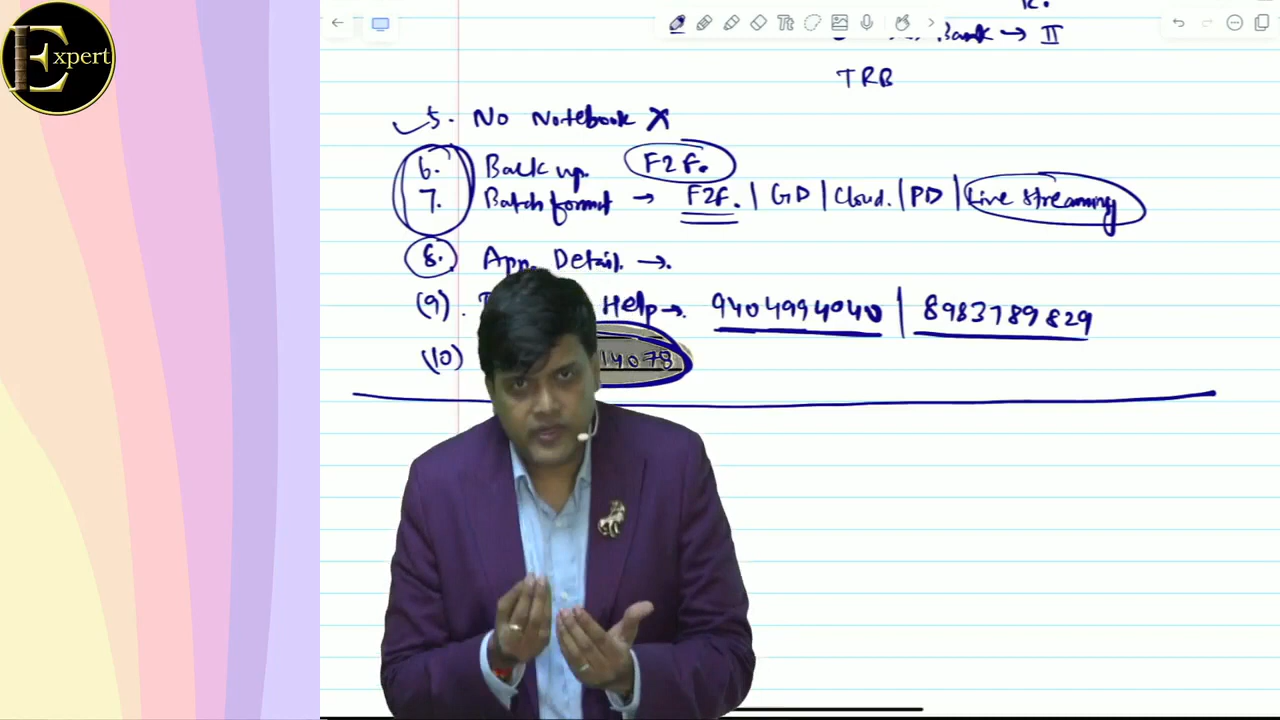 Expert
Bank → II
TRB
5. No Notebook X
6. Back up. F2F.
7. Batch format → F2F. | GD | Cloud. | PD | Live Streaming
8. App. Detail. →.
(9). Help →. 9404994040 | 8983789829
(10) 14078